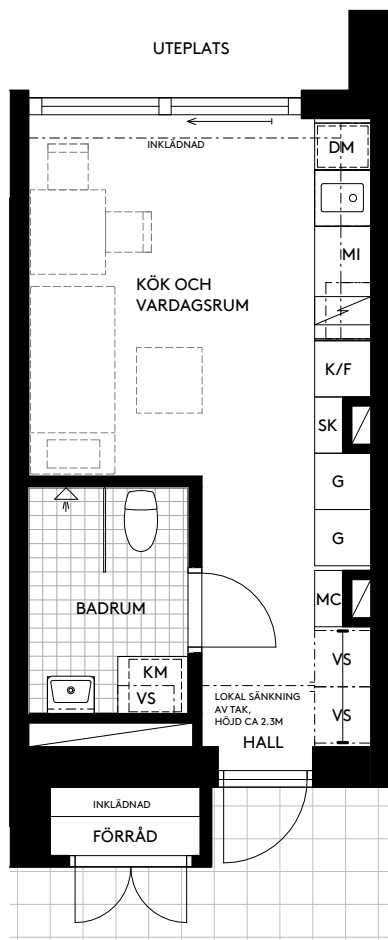 UTEPLATS
INKLÄDNAD
DM
MI
KÖK OCH
VARDAGSRUM
K/F
SK
G
G
BADRUM
MC
KM
VS
VS
LOKAL SÄNKNING
AV TAK,
HÖJD CA 2.3M
VS
HALL
INKLÄDNAD
FÖRRÅD